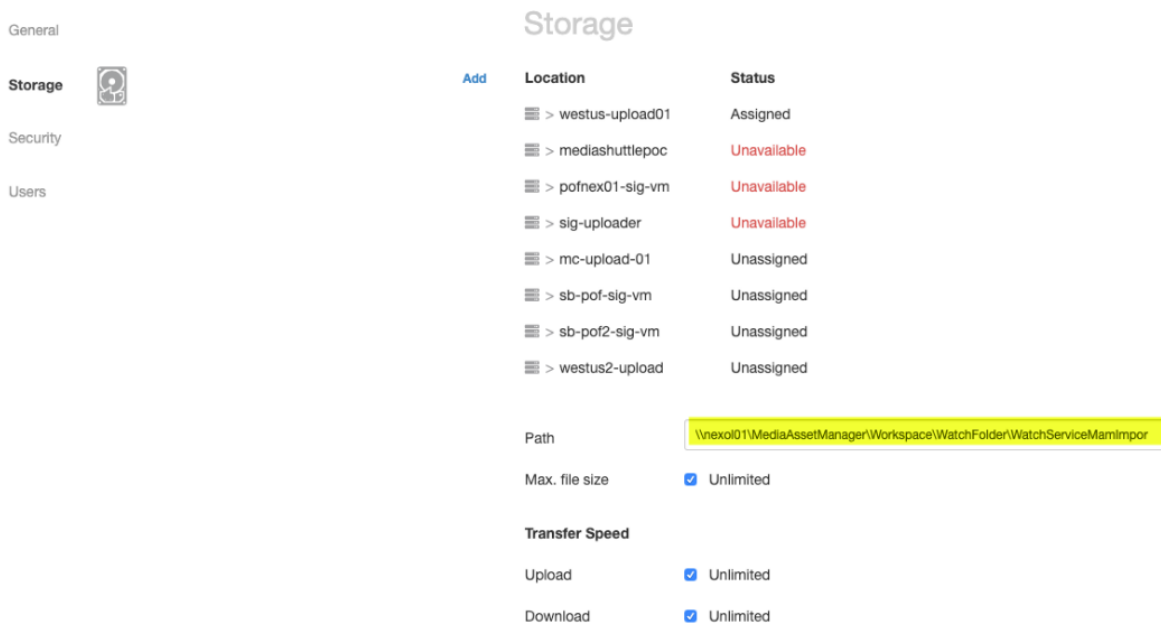 Storage
General
Storage
Add
Location Status
> westus-upload01 Assigned
Security
> mediashuttlepoc Unavailable
Users
> pofnex01-sig-vm Unavailable
> sig-uploader Unavailable
> mc-upload-01 Unassigned
> sb-pof-sig-vm Unassigned
> sb-pof2-sig-vm Unassigned
> westus2-upload Unassigned
Path \\nexol01\MediaAssetManager\Workspace\WatchFolder\WatchServiceMamImpor
Max. file size Unlimited
Transfer Speed
Upload Unlimited
Download Unlimited